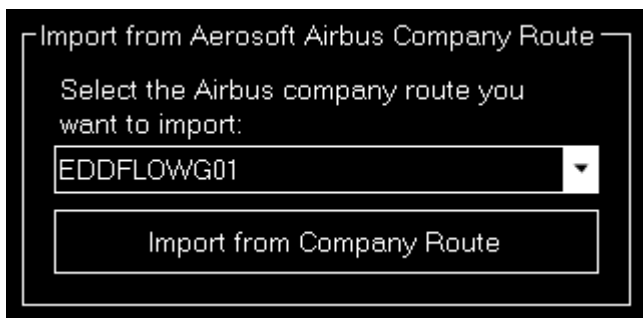 Import from Aerosoft Airbus Company Route
Select the Airbus company route you
want to import:
EDDFLOWG01
Import from Company Route